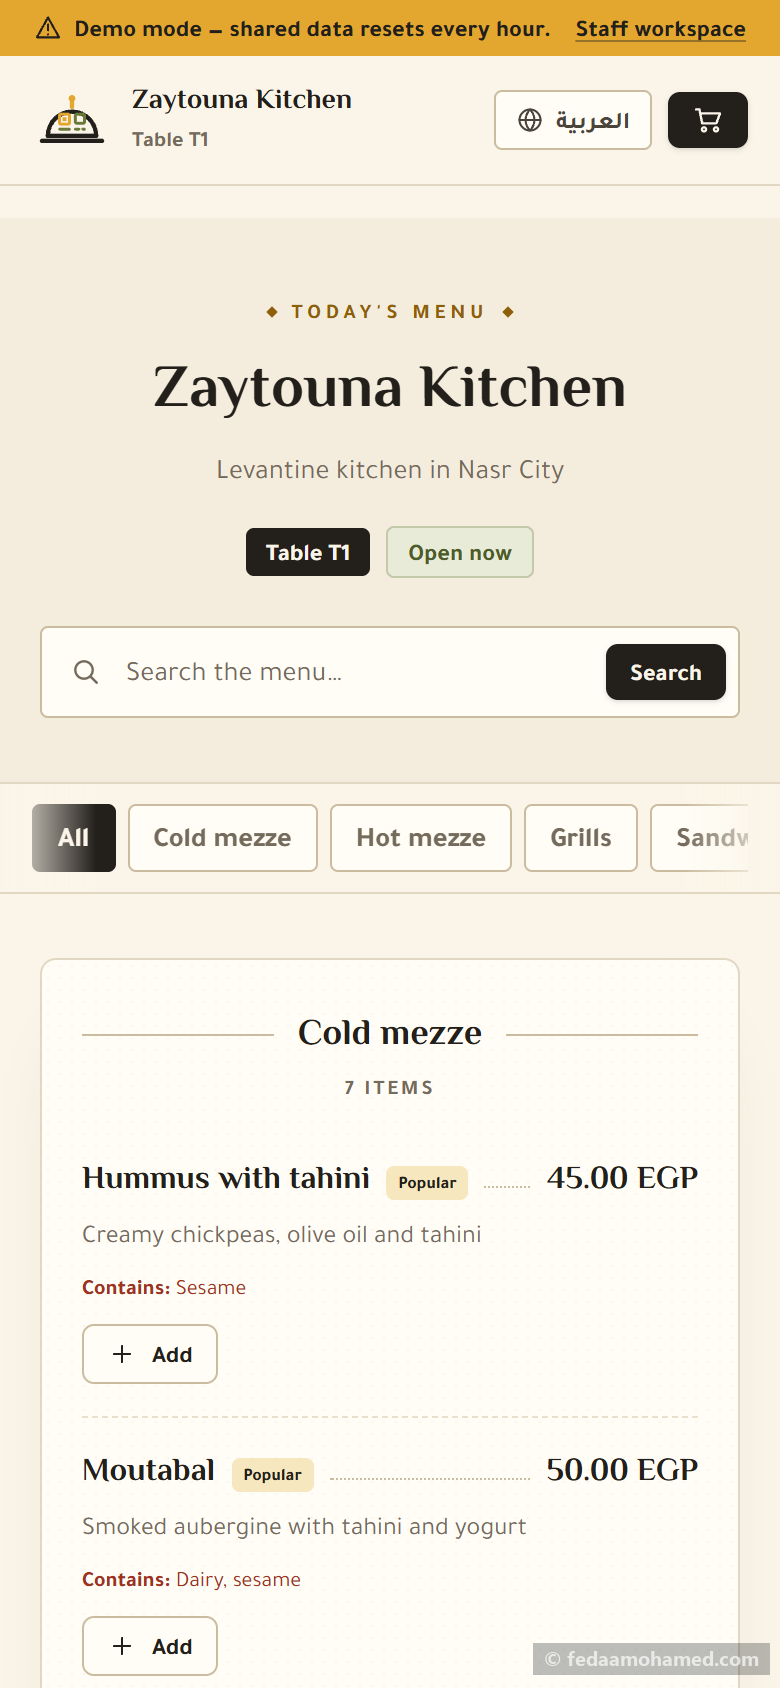 Demo mode – shared data resets every hour. Staff workspace
Zaytouna Kitchen
Table T1
العربية
TODAY'S MENU
Zaytouna Kitchen
Levantine kitchen in Nasr City
Table T1 Open now
Search the menu... Search
All Cold mezze Hot mezze Grills Sandw
Cold mezze
7 ITEMS
Hummus with tahini Popular 45.00 EGP
Creamy chickpeas, olive oil and tahini
Contains: Sesame
Add
Moutabal Popular 50.00 EGP
Smoked aubergine with tahini and yogurt
Contains: Dairy, sesame
Add
© fedaamohamed.com